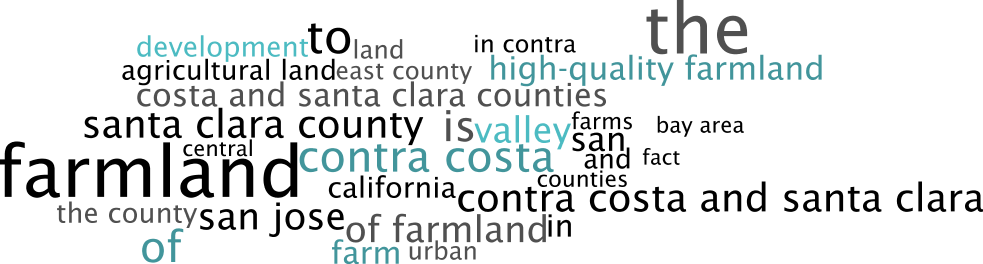 the
to
development
land
in contra
agricultural land
east county
high-quality farmland
costa and santa clara counties
santa clara county
is
valley
farms
san
bay area
farmland
central
contra costa
and
fact
california
counties
contra costa and santa clara
the county
san jose
of farmland
in
of
farm
urban